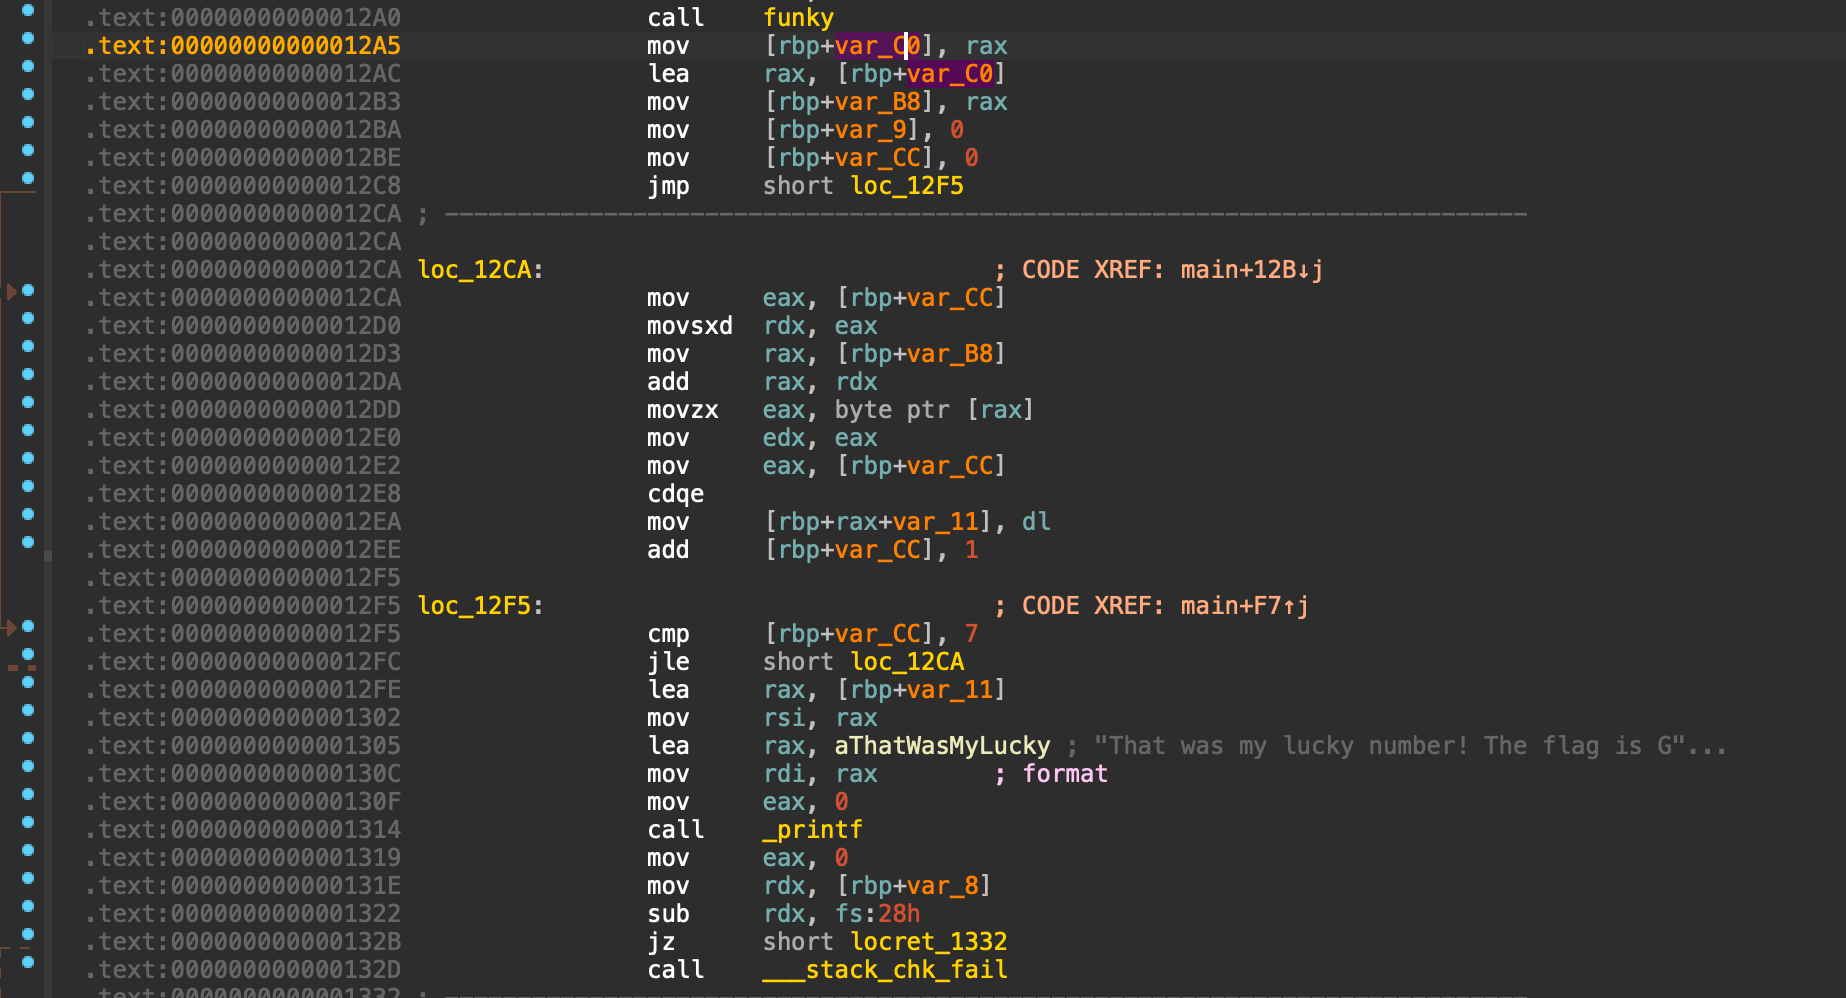 .text:00000000000012A0 call funky
.text:00000000000012A5 mov [rbp+var_C0], rax
.text:00000000000012AC lea rax, [rbp+var_C0]
.text:00000000000012B3 mov [rbp+var_B8], rax
.text:00000000000012BA mov [rbp+var_9], 0
.text:00000000000012BE mov [rbp+var_CC], 0
.text:00000000000012C8 jmp short loc_12F5
.text:00000000000012CA ; ---------------------------------------------------------------------------
.text:00000000000012CA
.text:00000000000012CA loc_12CA: ; CODE XREF: main+12B↓j
.text:00000000000012CA mov eax, [rbp+var_CC]
.text:00000000000012D0 movsxd rdx, eax
.text:00000000000012D3 mov rax, [rbp+var_B8]
.text:00000000000012DA add rax, rdx
.text:00000000000012DD movzx eax, byte ptr [rax]
.text:00000000000012E0 mov edx, eax
.text:00000000000012E2 mov eax, [rbp+var_CC]
.text:00000000000012E8 cdqe
.text:00000000000012EA mov [rbp+rax+var_11], dl
.text:00000000000012EE add [rbp+var_CC], 1
.text:00000000000012F5
.text:00000000000012F5 loc_12F5: ; CODE XREF: main+F7↑j
.text:00000000000012F5 cmp [rbp+var_CC], 7
.text:00000000000012FC jle short loc_12CA
.text:00000000000012FE lea rax, [rbp+var_11]
.text:0000000000001302 mov rsi, rax
.text:0000000000001305 lea rax, aThatWasMyLucky ; "That was my lucky number! The flag is G"...
.text:000000000000130C mov rdi, rax ; format
.text:000000000000130F mov eax, 0
.text:0000000000001314 call _printf
.text:0000000000001319 mov eax, 0
.text:000000000000131E mov rdx, [rbp+var_8]
.text:0000000000001322 sub rdx, fs:28h
.text:000000000000132B jz short locret_1332
.text:000000000000132D call ___stack_chk_fail
.text:0000000000001332 ; ---------------------------------------------------------------------------